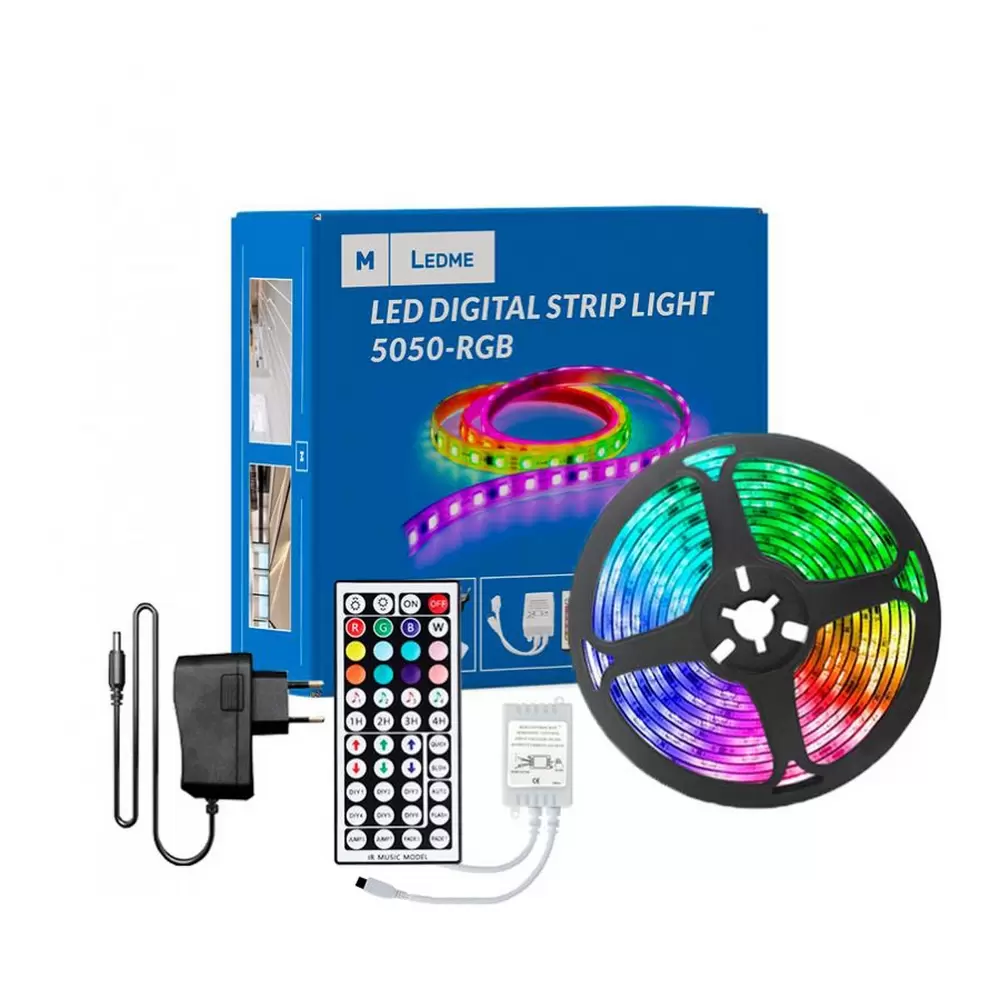 M LEDME
LED DIGITAL STRIP LIGHT
5050-RGB
M
ON OFF
R G B W
1H 2H 3H 4H
QUICK
SLOW
DIY1 DIY2 DIY3 AUTO
DIY4 DIY5 DIY6 FLASH
JUMP3 JUMP7 FADE3 FADE7
IR MUSIC MODEL
CE